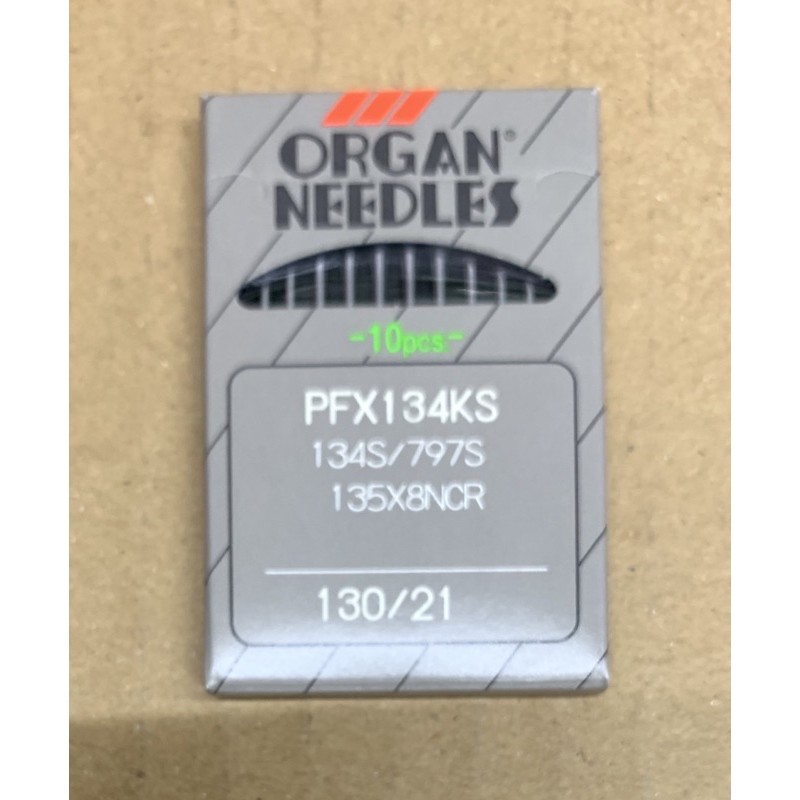 ORGAN®
NEEDLES
-10pcs.-
PFX134KS
134S/797S
135X8NCR
130/21